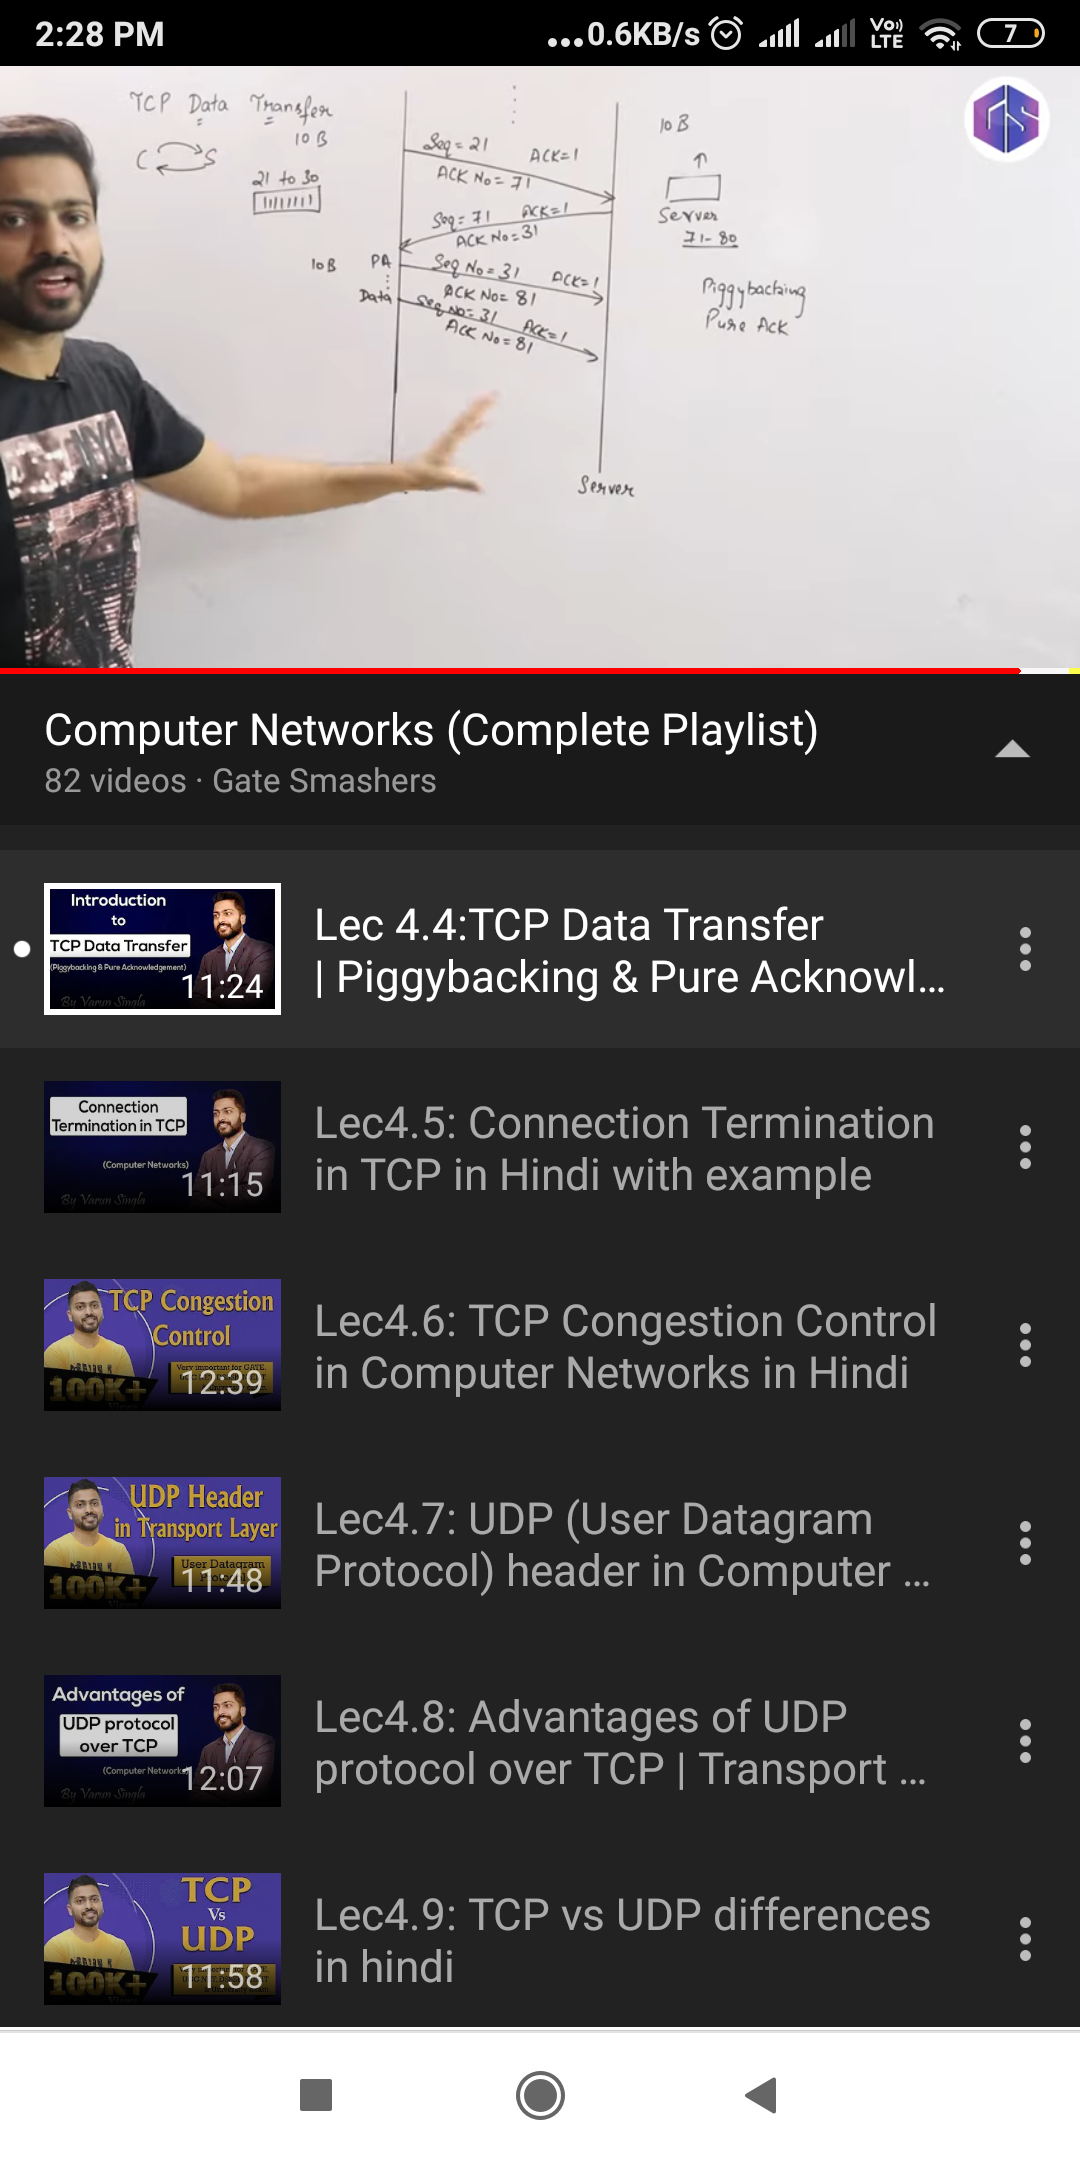 2:28 PM
...0.6KB/s
Vo))
LTE
7
TCP Data Transfer
10 B
C S
21 to 30
Seq = 21
ACK=1
ACK No = 71
Seq = 71 ACK=1
ACK No=31
10B PA
Seq No = 31 ACK=1
ACK No= 81
Data
Seq No= 31 ACK=1
ACK No = 81
10 B
Server
71-80
Piggybacking
Pure Ack
Server
NYC
GS
Computer Networks (Complete Playlist)
82 videos · Gate Smashers
Introduction
to
TCP Data Transfer
(Piggybacking & Pure Acknowledgement)
By Varun Singla
11:24
Lec 4.4:TCP Data Transfer
| Piggybacking & Pure Acknowl...
Connection
Termination in TCP
(Computer Networks)
By Varun Singla
11:15
Lec4.5: Connection Termination
in TCP in Hindi with example
TCP Congestion
Control
Very important for GATE,
100K+
12:39
Lec4.6: TCP Congestion Control
in Computer Networks in Hindi
UDP Header
in Transport Layer
User Datagram
100K+
11:48
Lec4.7: UDP (User Datagram
Protocol) header in Computer ...
Advantages of
UDP protocol
over TCP
(Computer Networks)
By Varun Singla
12:07
Lec4.8: Advantages of UDP
protocol over TCP | Transport ...
TCP
Vs
UDP
100K+
11:58
Lec4.9: TCP vs UDP differences
in hindi